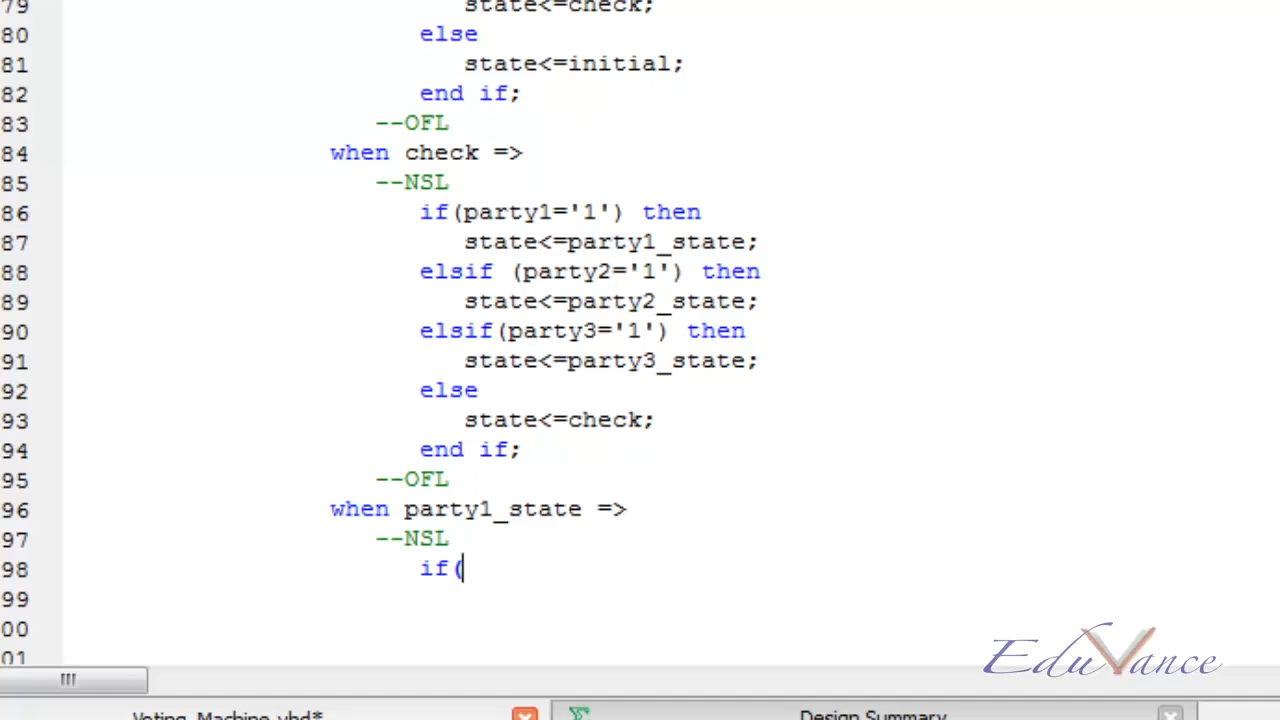 79 state<=check;
80 else
81 state<=initial;
82 end if;
83 --OFL
84 when check =>
85 --NSL
86 if(party1='1') then
87 state<=party1_state;
88 elsif (party2='1') then
89 state<=party2_state;
90 elsif(party3='1') then
91 state<=party3_state;
92 else
93 state<=check;
94 end if;
95 --OFL
96 when party1_state =>
97 --NSL
98 if(
99
00
01
EduVance
Voting_Machine.vhd* Design Summary